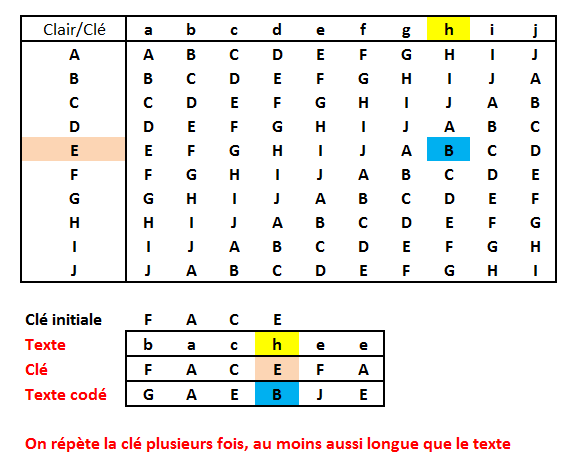 Clair/Clé a b c d e f g h i j
A A B C D E F G H I J
B B C D E F G H I J A
C C D E F G H I J A B
D D E F G H I J A B C
E E F G H I J A B C D
F F G H I J A B C D E
G G H I J A B C D E F
H H I J A B C D E F G
I I J A B C D E F G H
J J A B C D E F G H I
Clé initiale F A C E
Texte b a c h e e
Clé F A C E F A
Texte codé G A E B J E
On répète la clé plusieurs fois, au moins aussi longue que le texte